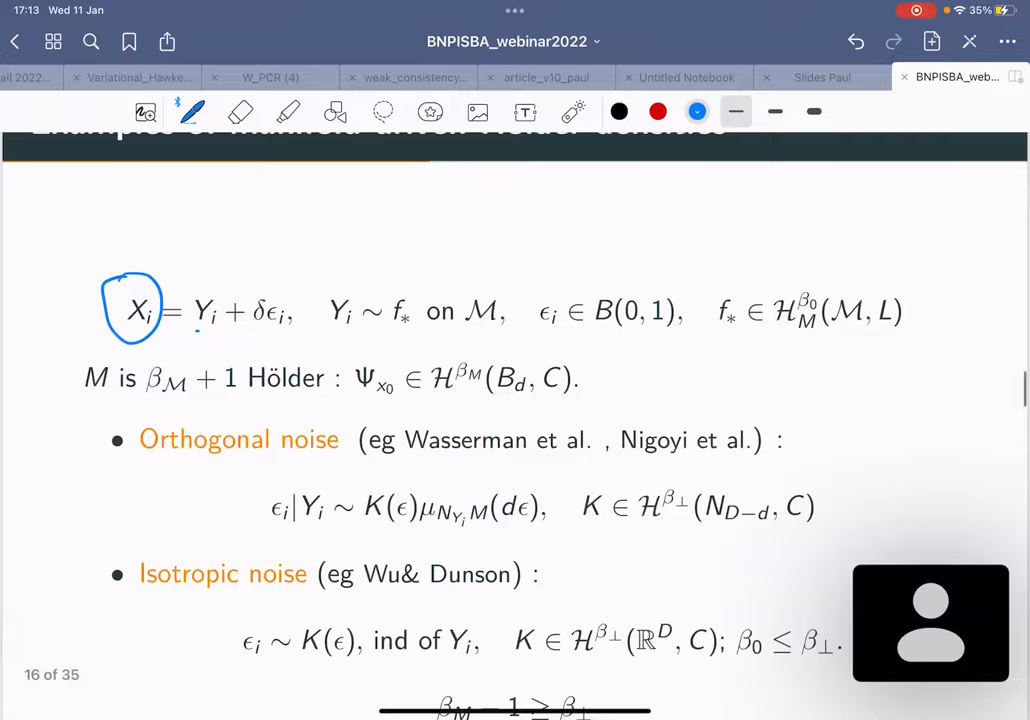 17:13 Wed 11 Jan
35%
BNPISBA_webinar2022
all 2022...
Variational_Hawke...
W_PCR (4)
weak_consistency...
article_v10_paul
Untitled Notebook
Slides Paul
BNPISBA_web...
X_i = Y_i + δϵ_i, Y_i ∼ f_* on ℳ, ϵ_i ∈ B(0, 1), f_* ∈ ℋ_M^{β_0}(ℳ, L)
M is β_ℳ + 1 Hölder : Ψ_{x_0} ∈ ℋ^{β_M}(B_d, C).
• Orthogonal noise (eg Wasserman et al. , Nigoyi et al.) :
ϵ_i|Y_i ∼ K(ϵ)μ_{N_{Y_i}M}(dϵ), K ∈ ℋ^{β_⊥}(N_{D−d}, C)
• Isotropic noise (eg Wu& Dunson) :
ϵ_i ∼ K(ϵ), ind of Y_i, K ∈ ℋ^{β_⊥}(ℝ^D, C); β_0 ≤ β_⊥.
16 of 35
β_M − 1 ≥ β_⊥